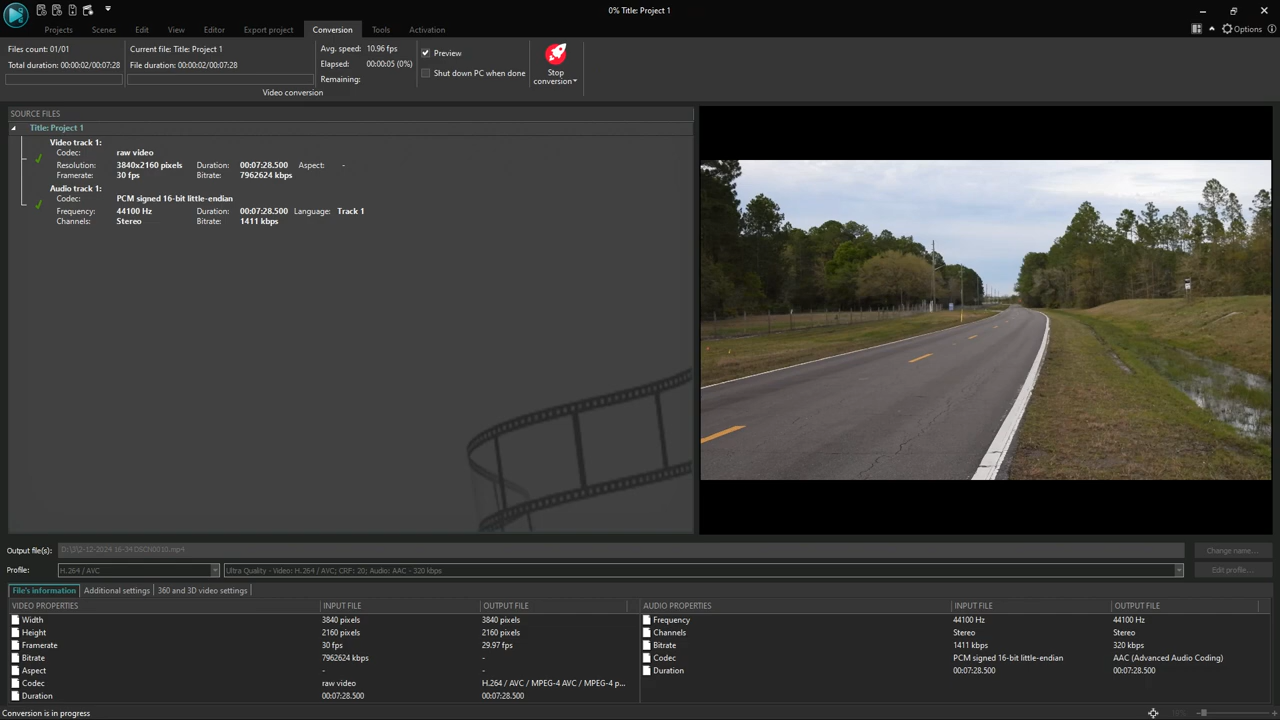 0% Title: Project 1
Projects Scenes Edit View Editor Export project Conversion Tools Activation
Options
Files count: 01/01
Total duration: 00:00:02/00:07:28
Current file: Title: Project 1
File duration: 00:00:02/00:07:28
Avg. speed: 10.96 fps
Elapsed: 00:00:05 (0%)
Remaining:
Preview
Shut down PC when done
Stop
conversion
Video conversion
SOURCE FILES
Title: Project 1
Video track 1:
Codec: raw video
Resolution: 3840x2160 pixels Duration: 00:07:28.500 Aspect: -
Framerate: 30 fps Bitrate: 7962624 kbps
Audio track 1:
Codec: PCM signed 16-bit little-endian
Frequency: 44100 Hz Duration: 00:07:28.500 Language: Track 1
Channels: Stereo Bitrate: 1411 kbps
Output file(s): D:\3\2-12-2024 16-34 DSCN0010.mp4 Change name...
Profile: H.264 / AVC Ultra Quality - Video: H.264 / AVC; CRF: 20; Audio: AAC - 320 kbps Edit profile...
File's information Additional settings 360 and 3D video settings
VIDEO PROPERTIES INPUT FILE OUTPUT FILE
Width 3840 pixels 3840 pixels
Height 2160 pixels 2160 pixels
Framerate 30 fps 29.97 fps
Bitrate 7962624 kbps -
Aspect - -
Codec raw video H.264 / AVC / MPEG-4 AVC / MPEG-4 p...
Duration 00:07:28.500 00:07:28.500
AUDIO PROPERTIES INPUT FILE OUTPUT FILE
Frequency 44100 Hz 44100 Hz
Channels Stereo Stereo
Bitrate 1411 kbps 320 kbps
Codec PCM signed 16-bit little-endian AAC (Advanced Audio Coding)
Duration 00:07:28.500 00:07:28.500
Conversion is in progress